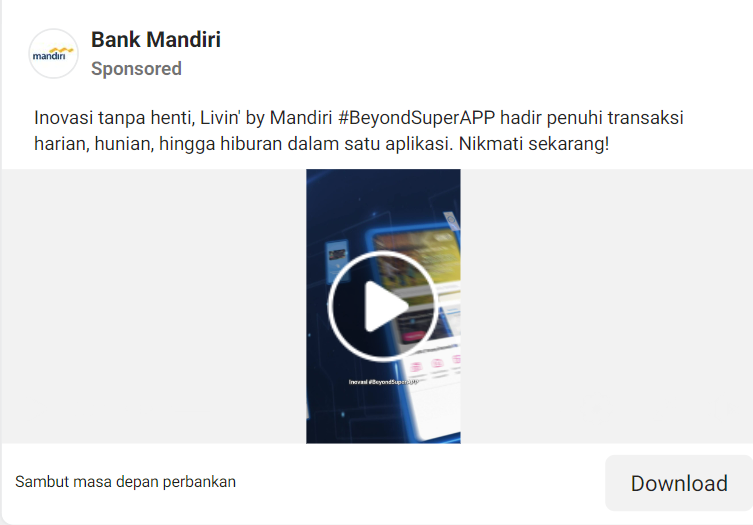 mandiri
Bank Mandiri
Sponsored
Inovasi tanpa henti, Livin' by Mandiri #BeyondSuperAPP hadir penuhi transaksi
harian, hunian, hingga hiburan dalam satu aplikasi. Nikmati sekarang!
Inovasi #BeyondSuperAPP
Sambut masa depan perbankan
Download